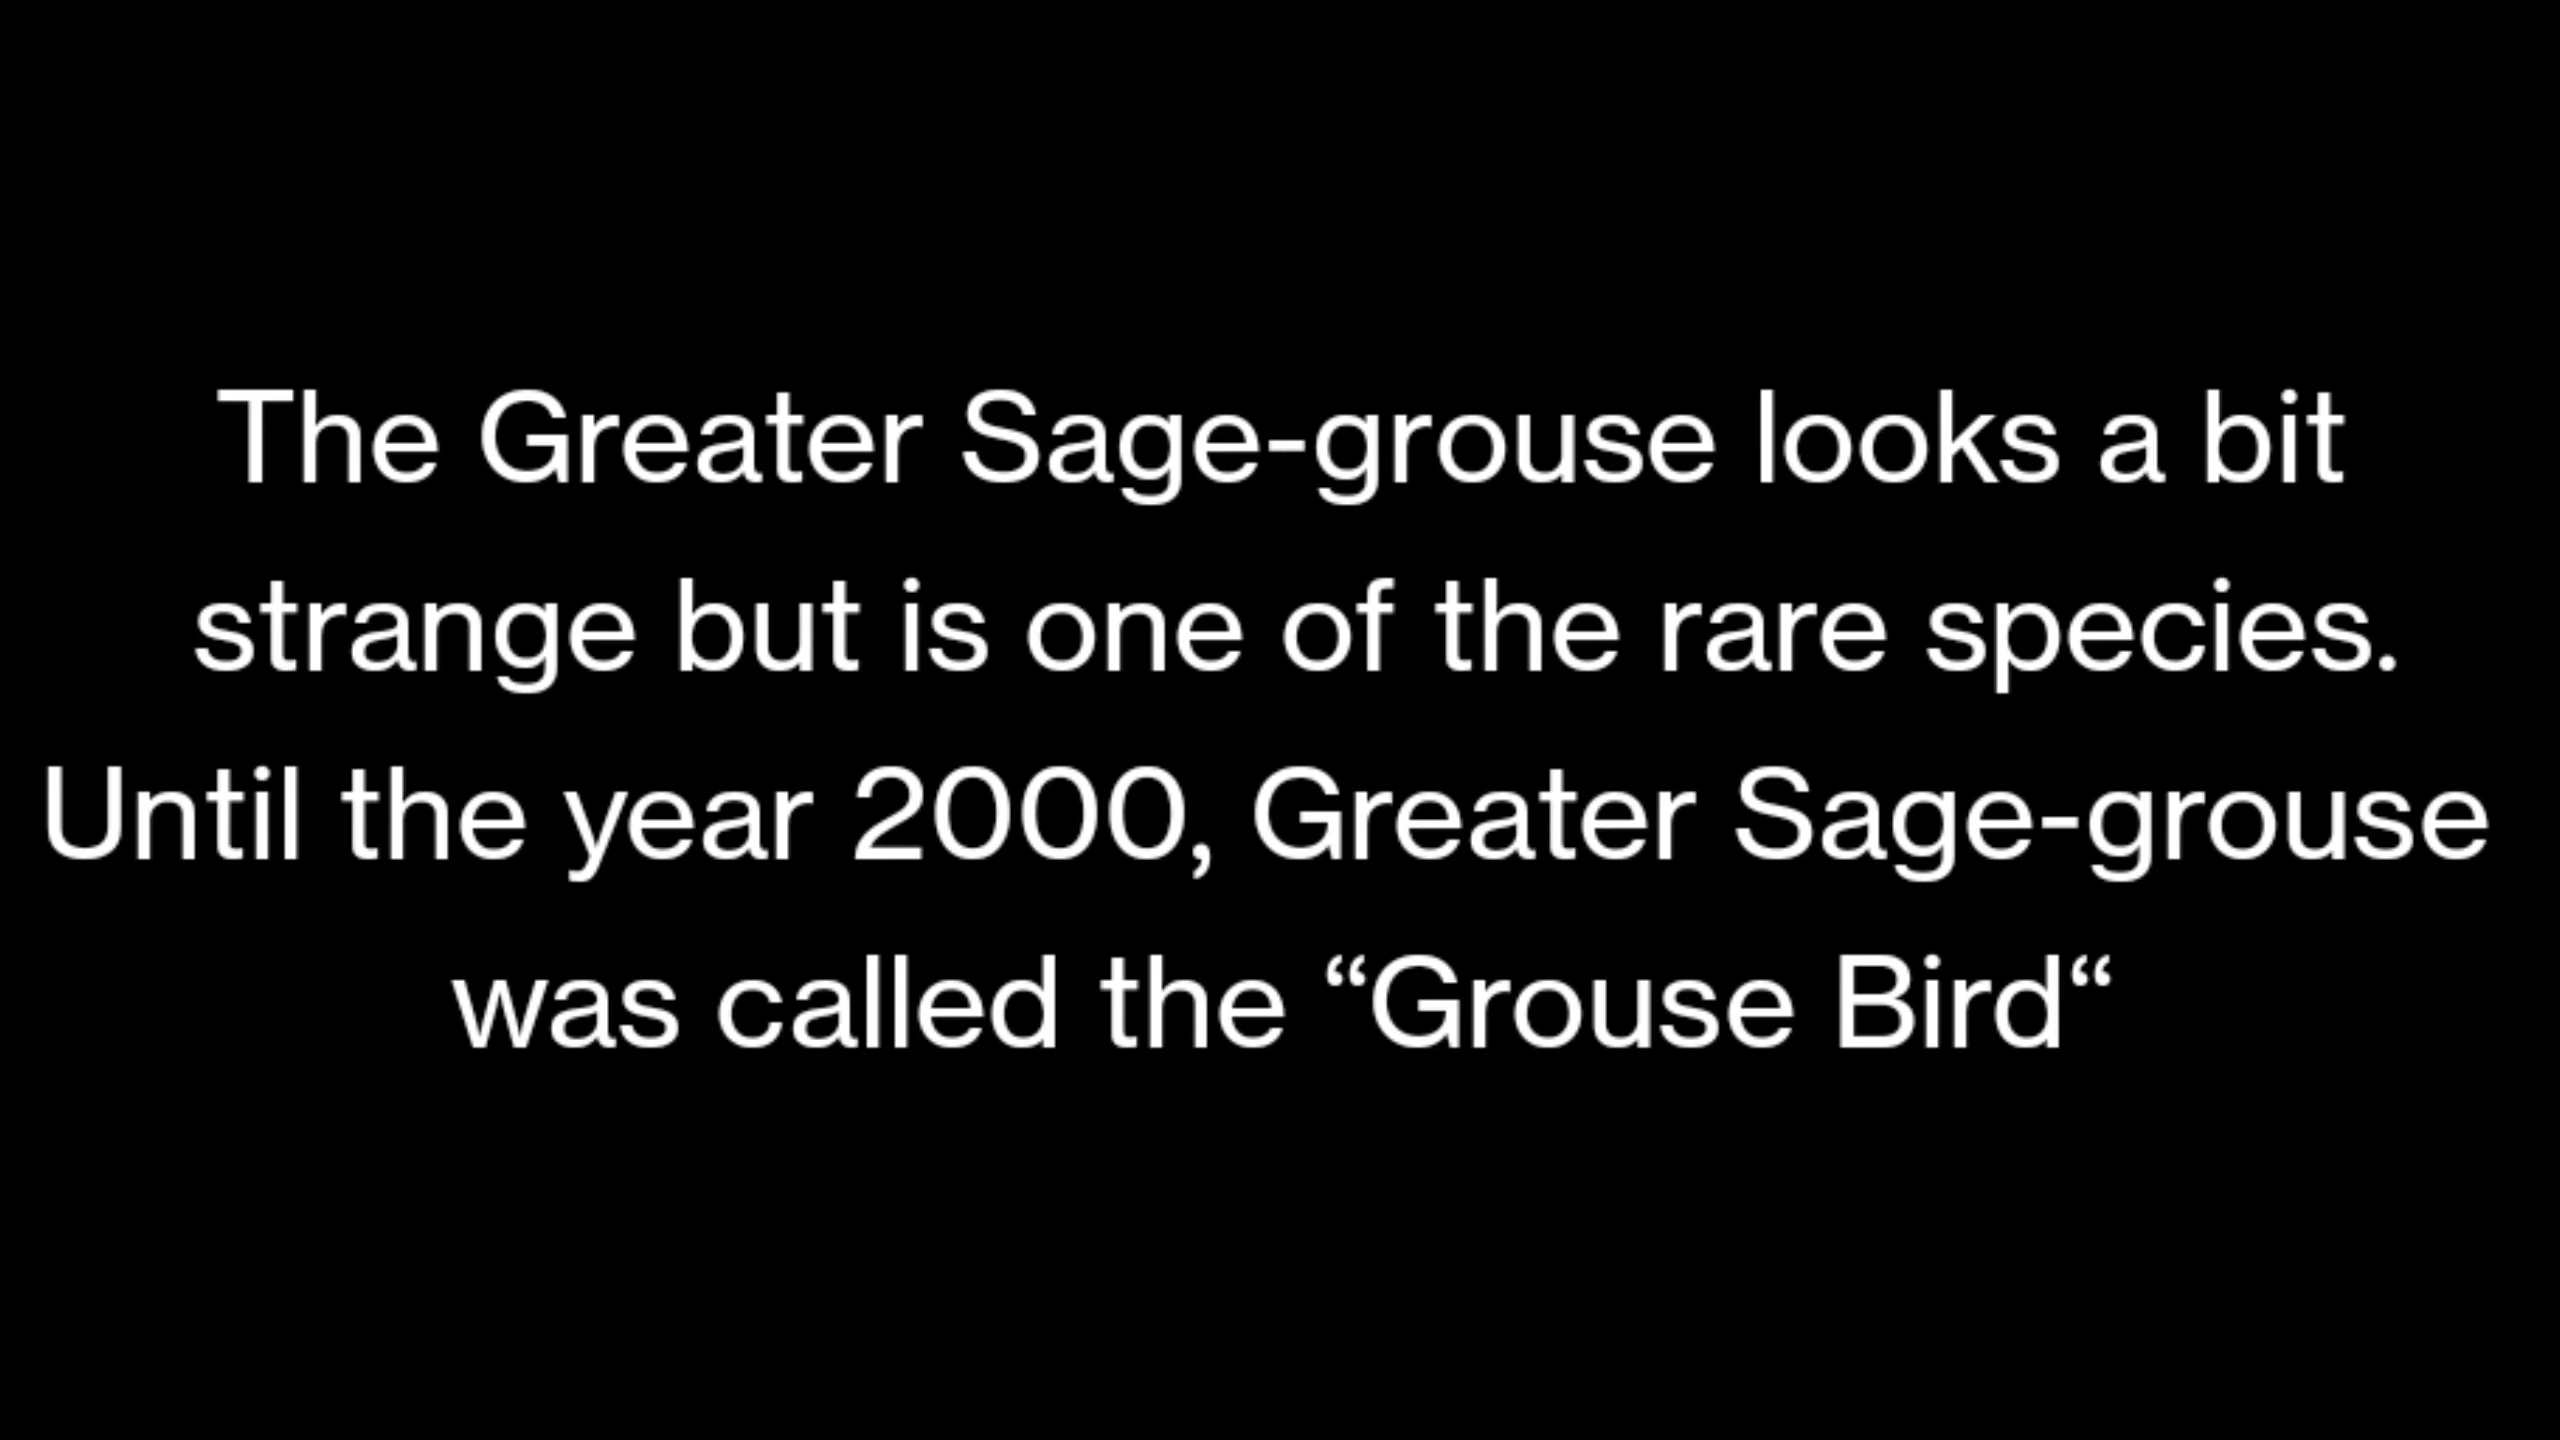 The Greater Sage-grouse looks a bit
strange but is one of the rare species.
Until the year 2000, Greater Sage-grouse
was called the “Grouse Bird“